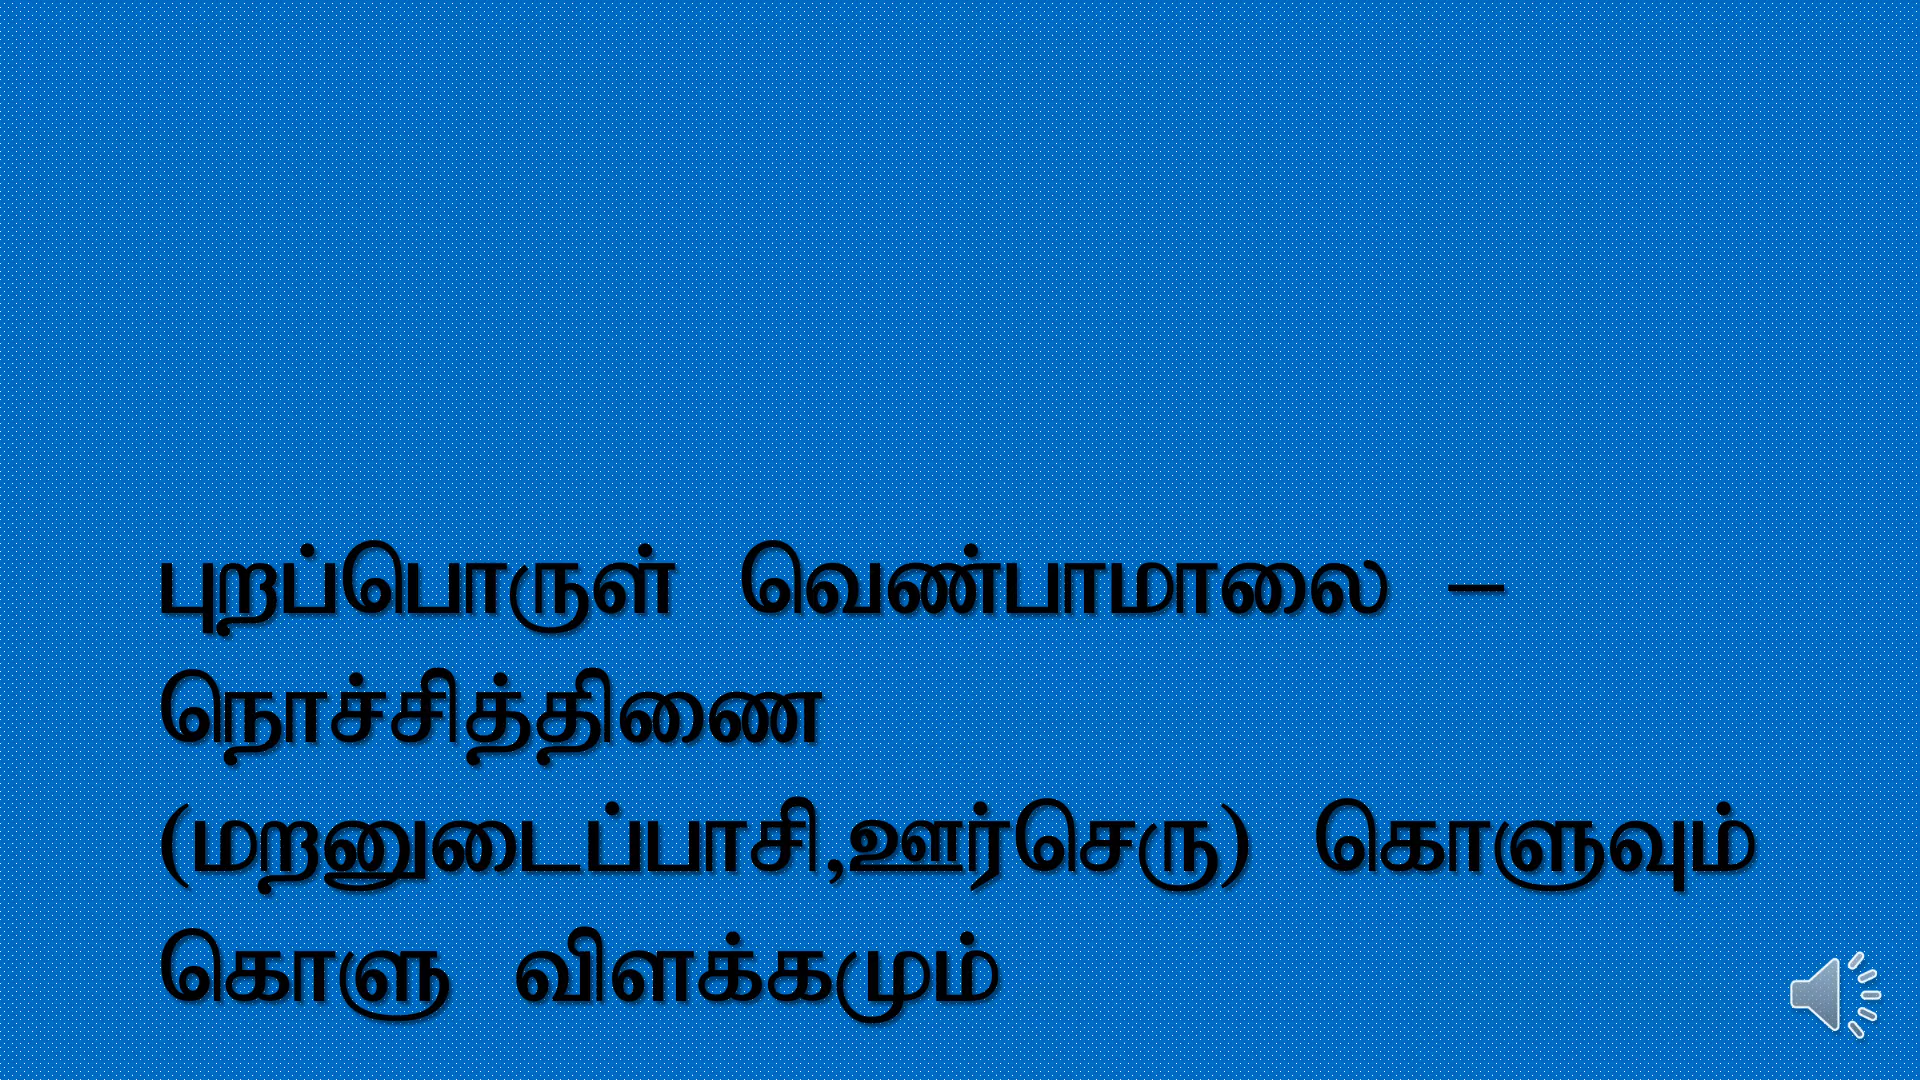 புறப்பொருள் வெண்பாமாலை –
நொச்சித்திணை
(மறனுடைப்பாசி,ஊர்செரு) கொளுவும்
கொளு விளக்கமும்